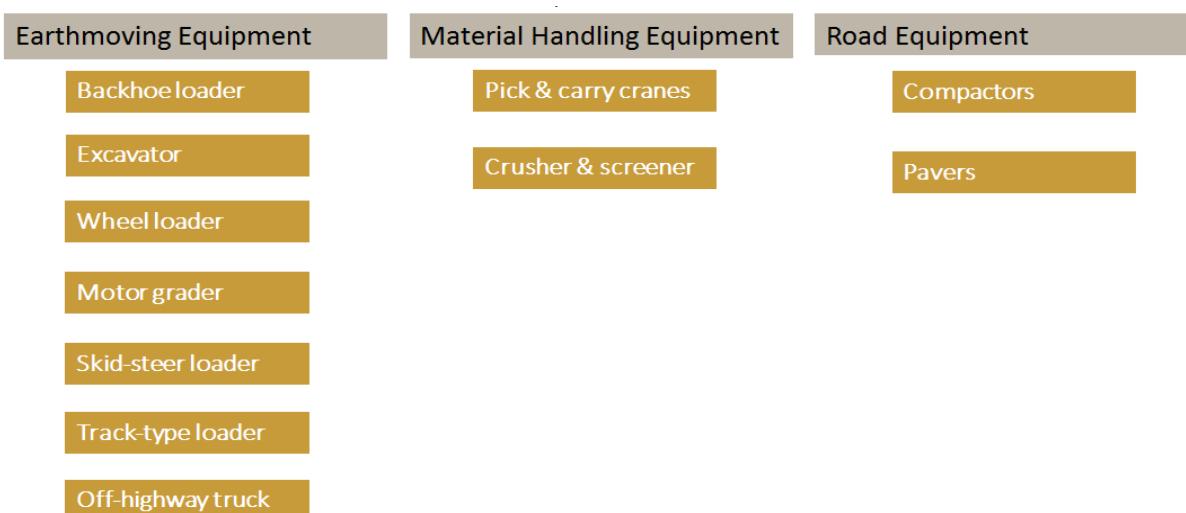 Earthmoving Equipment
Backhoe loader
Excavator
Wheel loader
Motor grader
Skid-steer loader
Track-type loader
Off-highway truck
Material Handling Equipment
Pick & carry cranes
Crusher & screener
Road Equipment
Compactors
Pavers